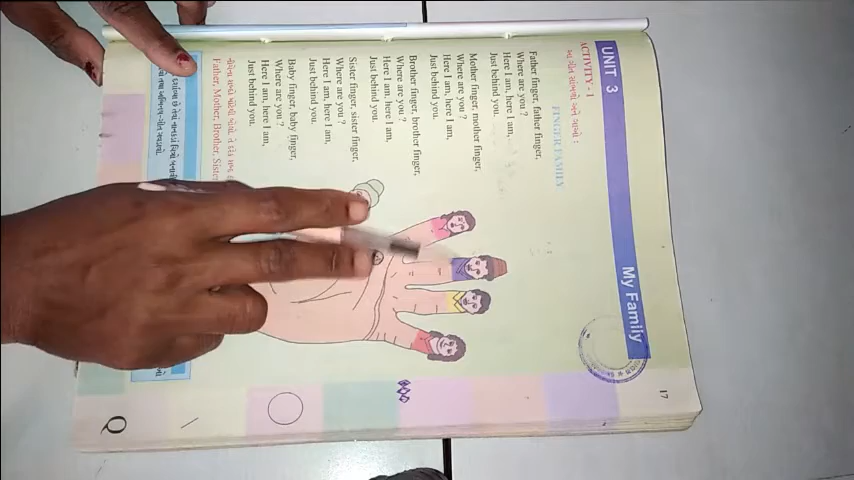 UNIT 3
My Family
ACTIVITY - 1
FINGER FAMILY
Father finger, father finger,
Where are you ?
Here I am, here I am,
Just behind you.
Mother finger, mother finger,
Where are you ?
Here I am, here I am,
Just behind you.
Brother finger, brother finger,
Where are you ?
Here I am, here I am,
Just behind you.
Sister finger, sister finger,
Where are you ?
Here I am, here I am,
Just behind you.
Baby finger, baby finger,
Where are you ?
Here I am, here I am,
Just behind you.
Father, Mother, Brother, Sister
17
Q